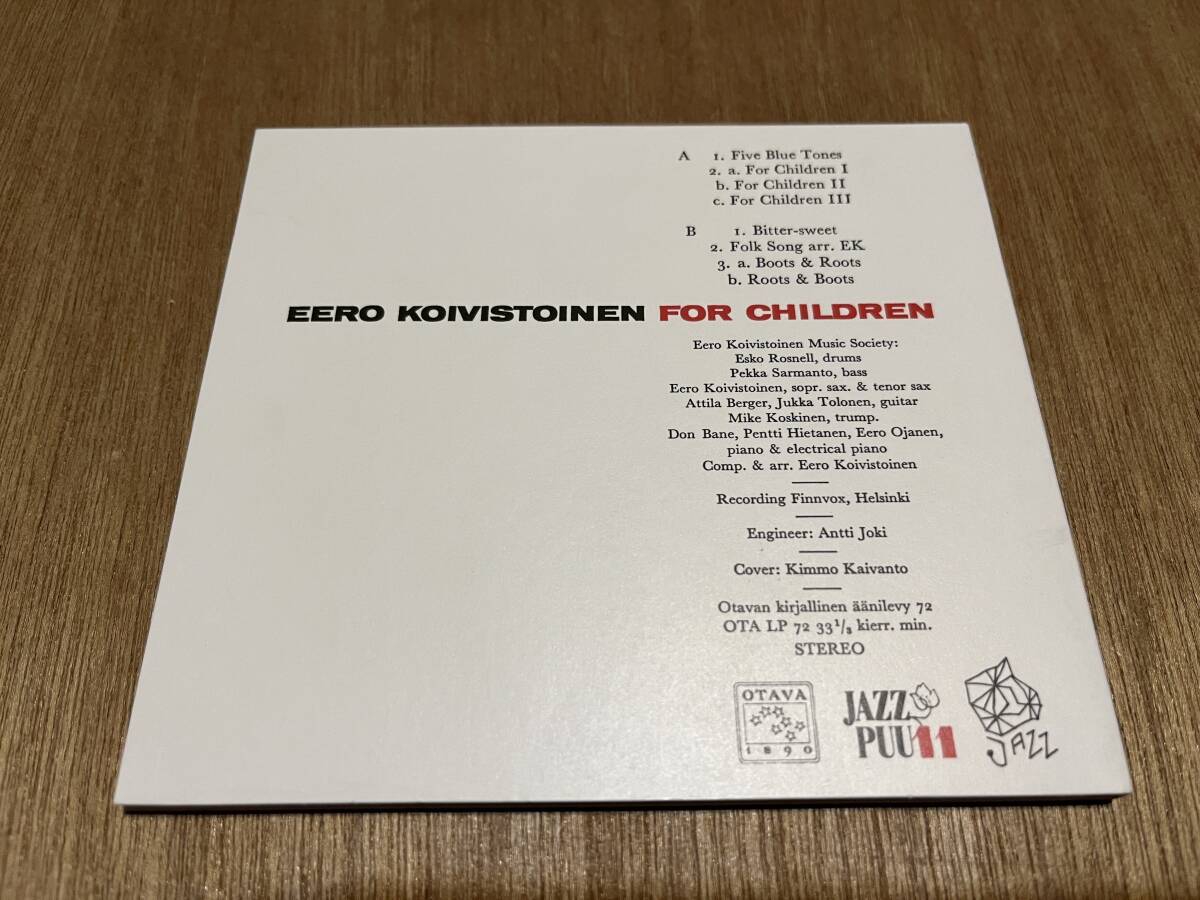 A 1. Five Blue Tones
2. a. For Children I
b. For Children II
c. For Children III
B 1. Bitter-sweet
2. Folk Song arr. EK
3. a. Boots & Roots
b. Roots & Boots
EERO KOIVISTOINEN FOR CHILDREN
Eero Koivistoinen Music Society:
Esko Rosnell, drums
Pekka Sarmanto, bass
Eero Koivistoinen, sopr. sax. & tenor sax
Attila Berger, Jukka Tolonen, guitar
Mike Koskinen, trump.
Don Bane, Pentti Hietanen, Eero Ojanen,
piano & electrical piano
Comp. & arr. Eero Koivistoinen
Recording Finnvox, Helsinki
Engineer: Antti Joki
Cover: Kimmo Kaivanto
Otavan kirjallinen äänilevy 72
OTA LP 72 33⅓ kierr. min.
STEREO
OTAVA
1890
JAZZ
PUU11
JAZZ